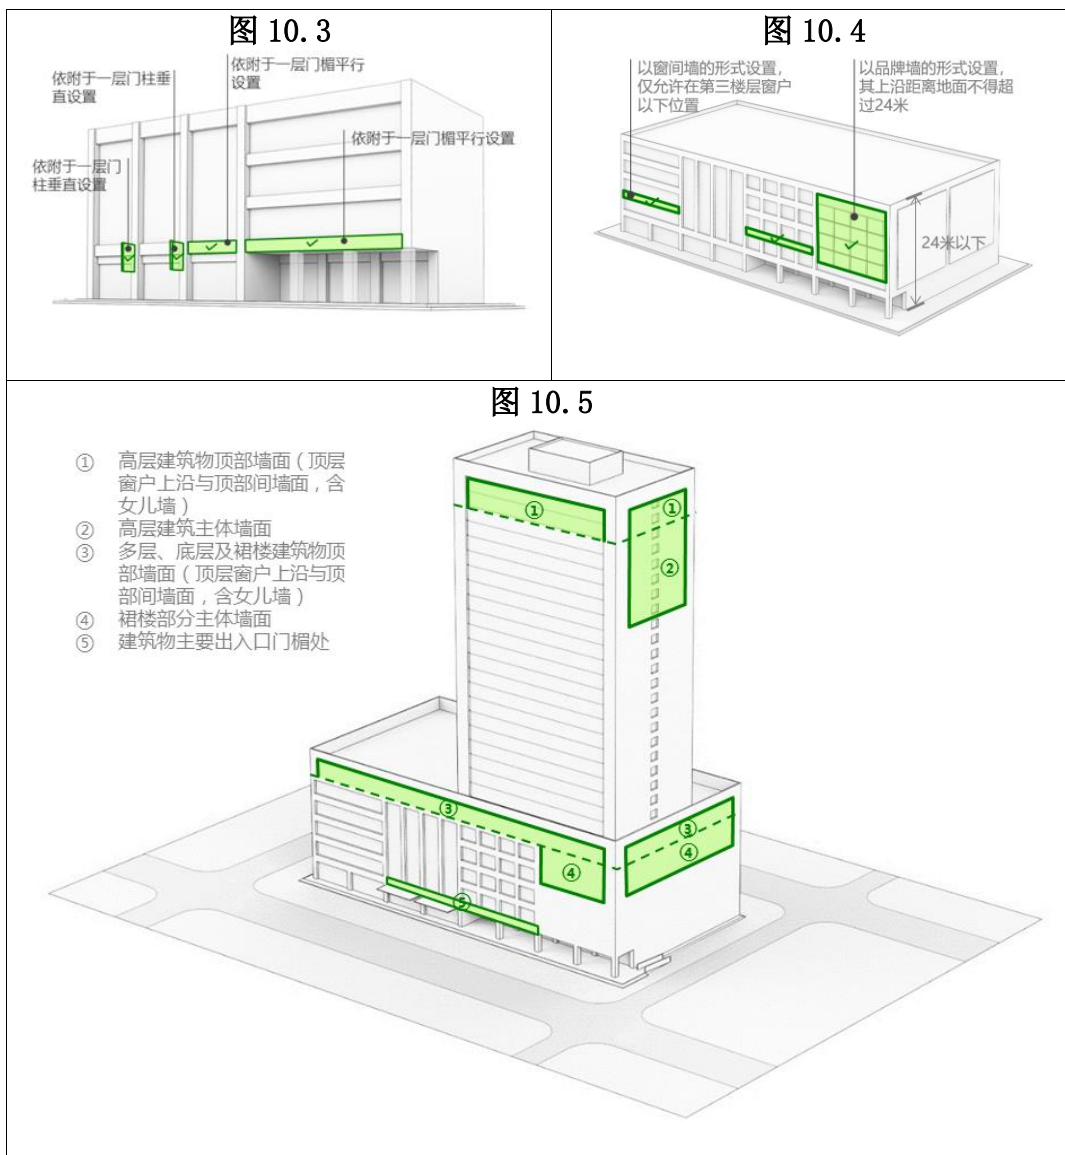 图 10.3
依附于一层门柱垂
直设置
依附于一层门楣平行
设置
依附于一层门楣平行设置
依附于一层门
柱垂直设置
图 10.4
以窗间墙的形式设置，
仅允许在第三楼层窗户
以下位置
以品牌墙的形式设置，
其上沿距离地面不得超
过24米
24米以下
图 10.5
① 高层建筑物顶部墙面（顶层
窗户上沿与顶部间墙面，含
女儿墙）
② 高层建筑主体墙面
③ 多层、底层及裙楼建筑物顶
部墙面（顶层窗户上沿与顶
部间墙面，含女儿墙）
④ 裙楼部分主体墙面
⑤ 建筑物主要出入口门楣处
①
①
②
③
③
④
④
⑤